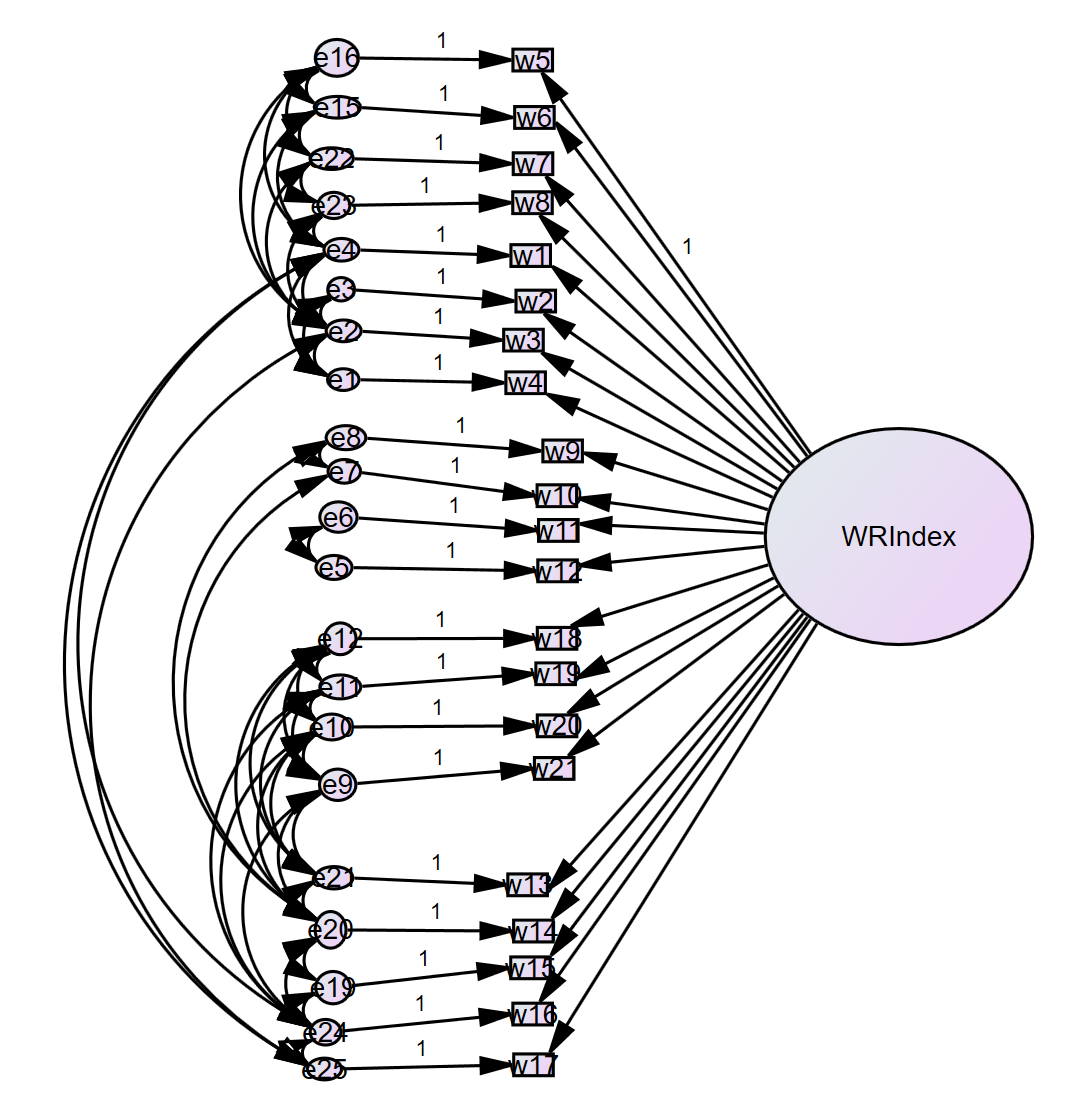 e16 1 w5
e15 1 w6
e22 1 w7
e23 1 w8
e4 1 w1
1
e3 1 w2
e2 1 w3
e1 1 w4
e8 1 w9
e7 1 w10
e6 1 w11
e5 1 w12
WRIndex
e12 1 w18
e11 1 w19
e10 1 w20
e9 1 w21
e21 1 w13
e20 1 w14
e19 1 w15
e24 1 w16
e25 1 w17